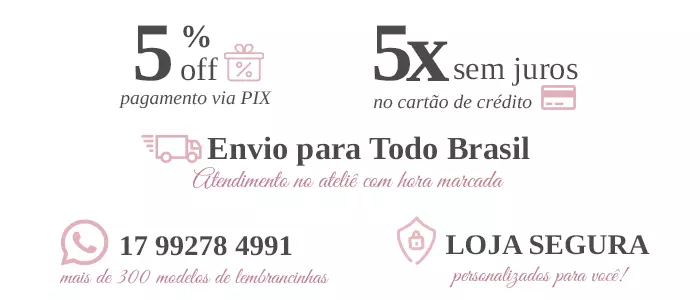 5% off
pagamento via PIX
5x sem juros
no cartão de crédito
Envio para Todo Brasil
Atendimento no ateliê com hora marcada
17 99278 4991
mais de 300 modelos de lembrancinhas
LOJA SEGURA
personalizados para você!